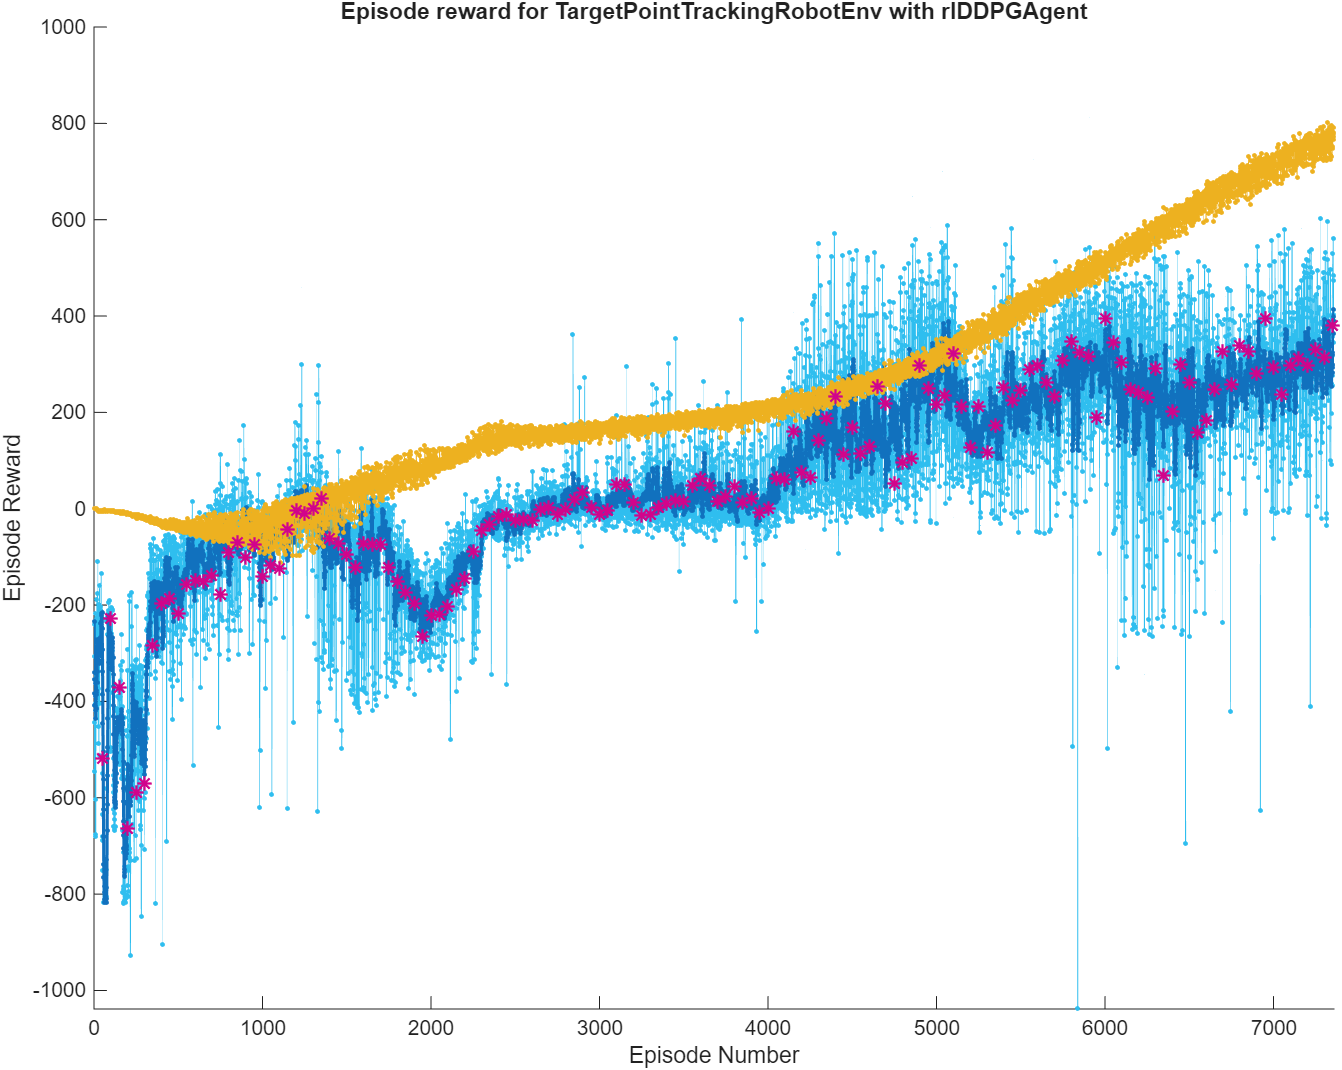 Episode reward for TargetPointTrackingRobotEnv with rlDDPGAgent
1000
800
600
400
200
0
-200
-400
-600
-800
-1000
Episode Reward
0 1000 2000 3000 4000 5000 6000 7000
Episode Number